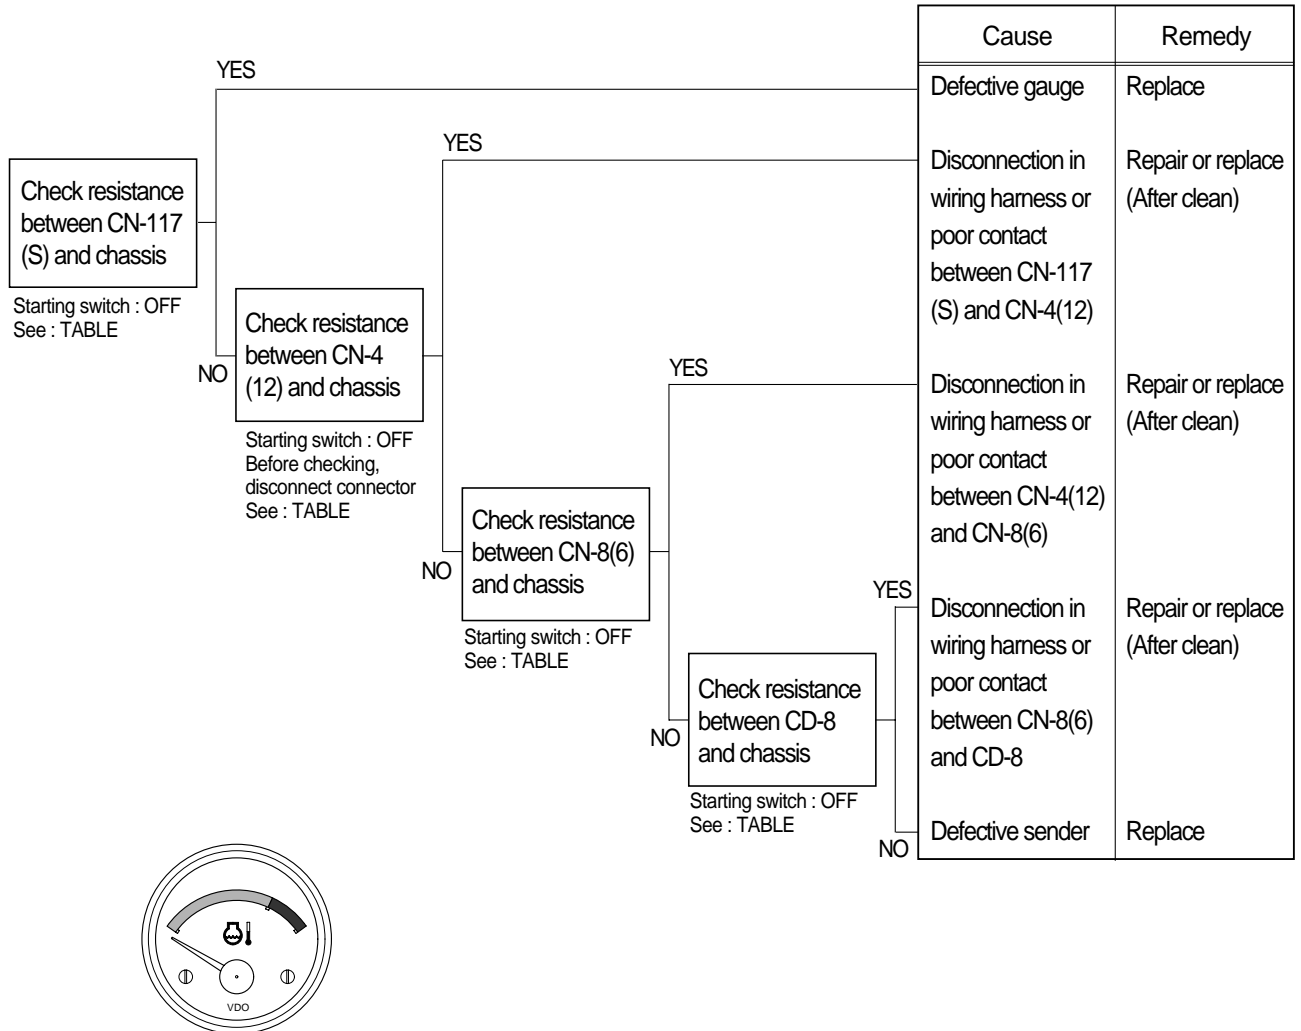 Cause
Remedy
YES
Defective gauge
Replace
YES
Check resistance
between CN-117
(S) and chassis
Starting switch : OFF
See : TABLE
Disconnection in
wiring harness or
poor contact
between CN-117
(S) and CN-4(12)
Repair or replace
(After clean)
NO
Check resistance
between CN-4
(12) and chassis
Starting switch : OFF
Before checking,
disconnect connector
See : TABLE
YES
Disconnection in
wiring harness or
poor contact
between CN-4(12)
and CN-8(6)
Repair or replace
(After clean)
NO
Check resistance
between CN-8(6)
and chassis
Starting switch : OFF
See : TABLE
YES
Disconnection in
wiring harness or
poor contact
between CN-8(6)
and CD-8
Repair or replace
(After clean)
NO
Check resistance
between CD-8
and chassis
Starting switch : OFF
See : TABLE
NO
Defective sender
Replace
VDO